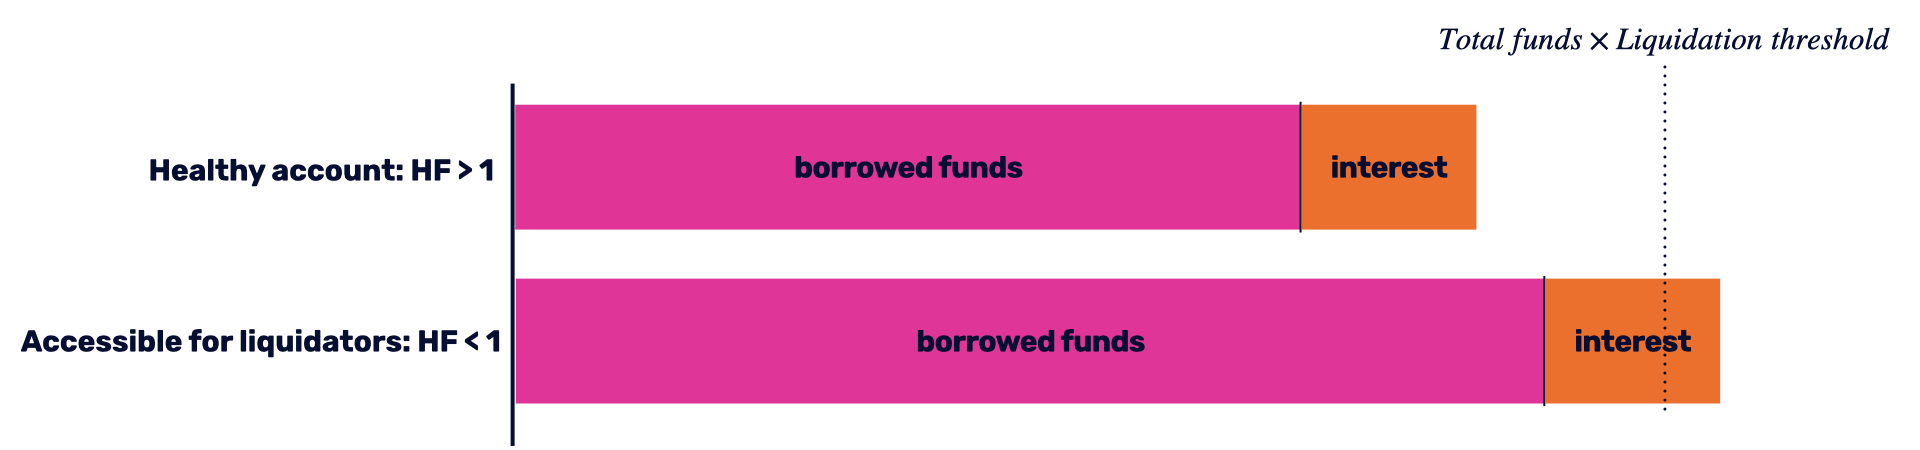 Total funds × Liquidation threshold
Healthy account: HF > 1
borrowed funds
interest
Accessible for liquidators: HF < 1
borrowed funds
interest